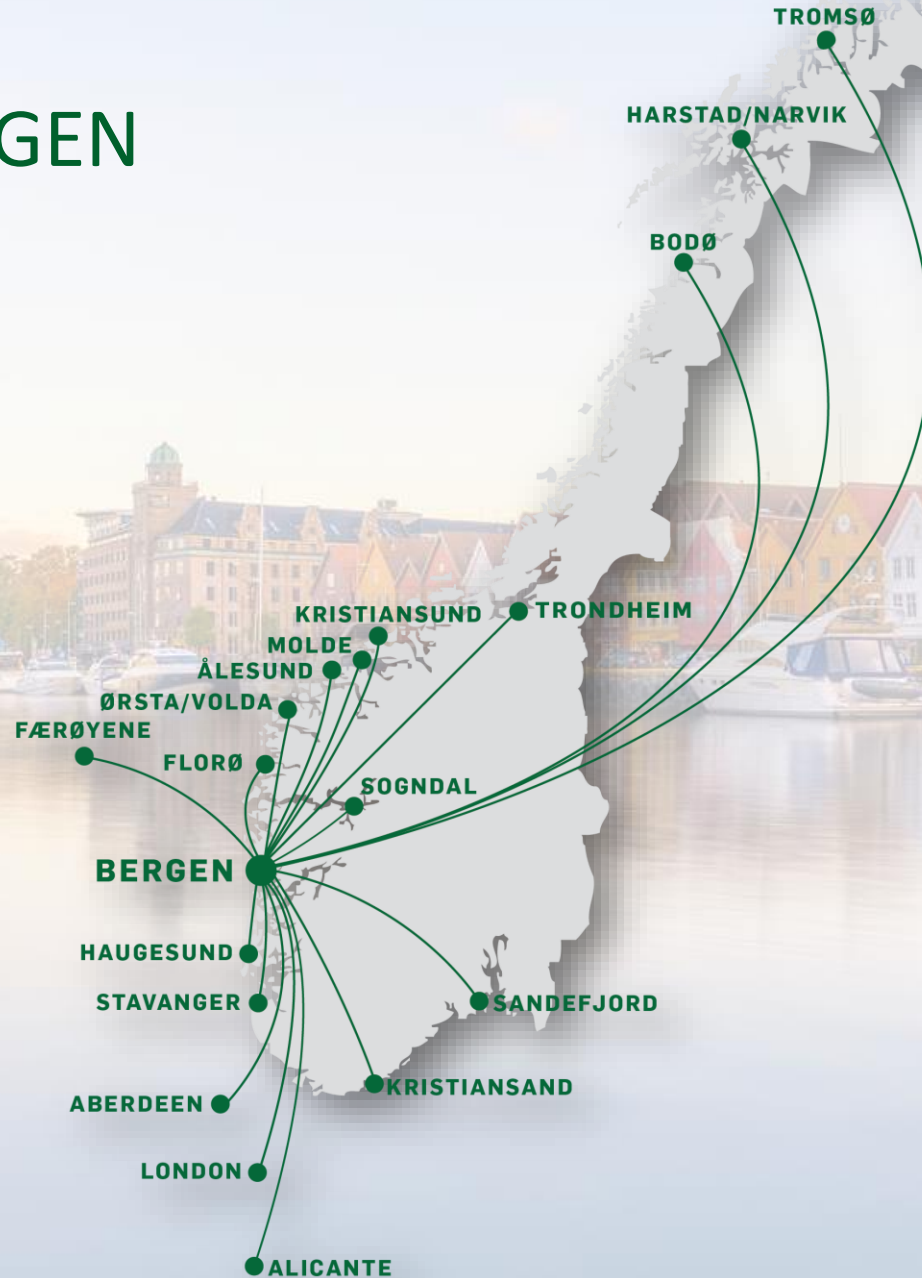 GEN
TROMSØ
HARSTAD/NARVIK
BODØ
KRISTIANSUND
TRONDHEIM
MOLDE
ÅLESUND
ØRSTA/VOLDA
FÆRØYENE
FLORØ
SOGNDAL
BERGEN
HAUGESUND
STAVANGER
SANDEFJORD
KRISTIANSAND
ABERDEEN
LONDON
ALICANTE